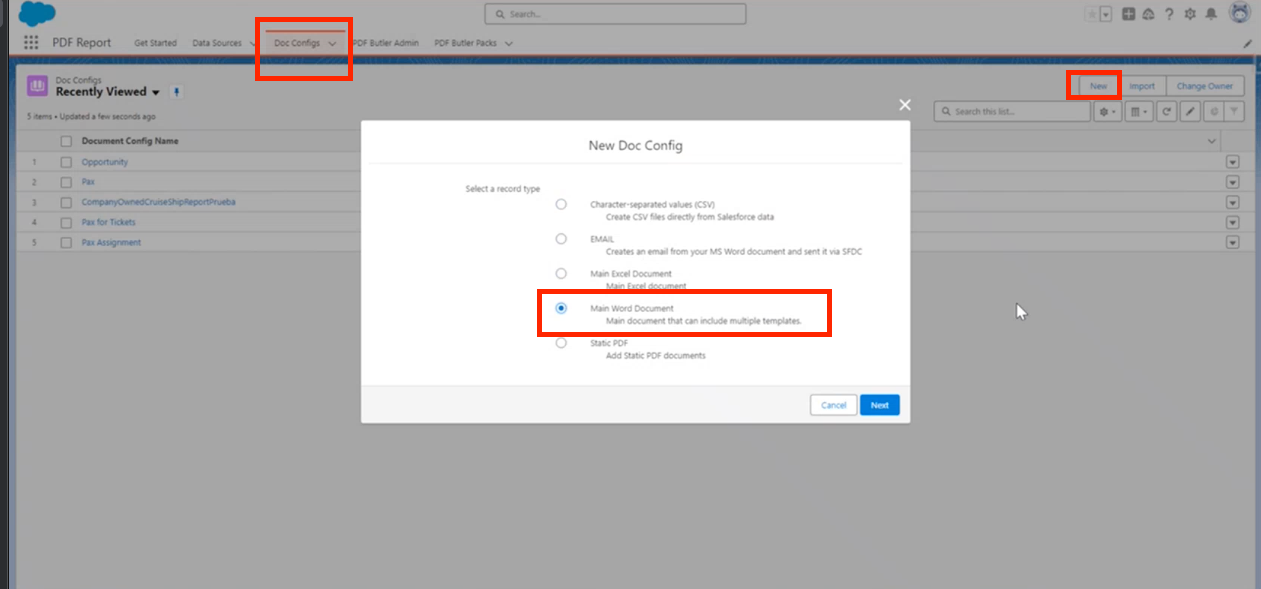 Search...
PDF Report
Get Started
Data Sources
Doc Configs
PDF Butler Admin
PDF Butler Packs
Doc Configs
Recently Viewed
New
Import
Change Owner
5 items • Updated a few seconds ago
Search this list...
Document Config Name
1 Opportunity
2 Pax
3 CompanyOwnedCruiseShipReportPrueba
4 Pax for Tickets
5 Pax Assignment
New Doc Config
Select a record type
Character-separated values (CSV)
Create CSV files directly from Salesforce data
EMAIL
Creates an email from your MS Word document and sent it via SFDC
Main Excel Document
Main Excel document
Main Word Document
Main document that can include multiple templates.
Static PDF
Add Static PDF documents
Cancel
Next